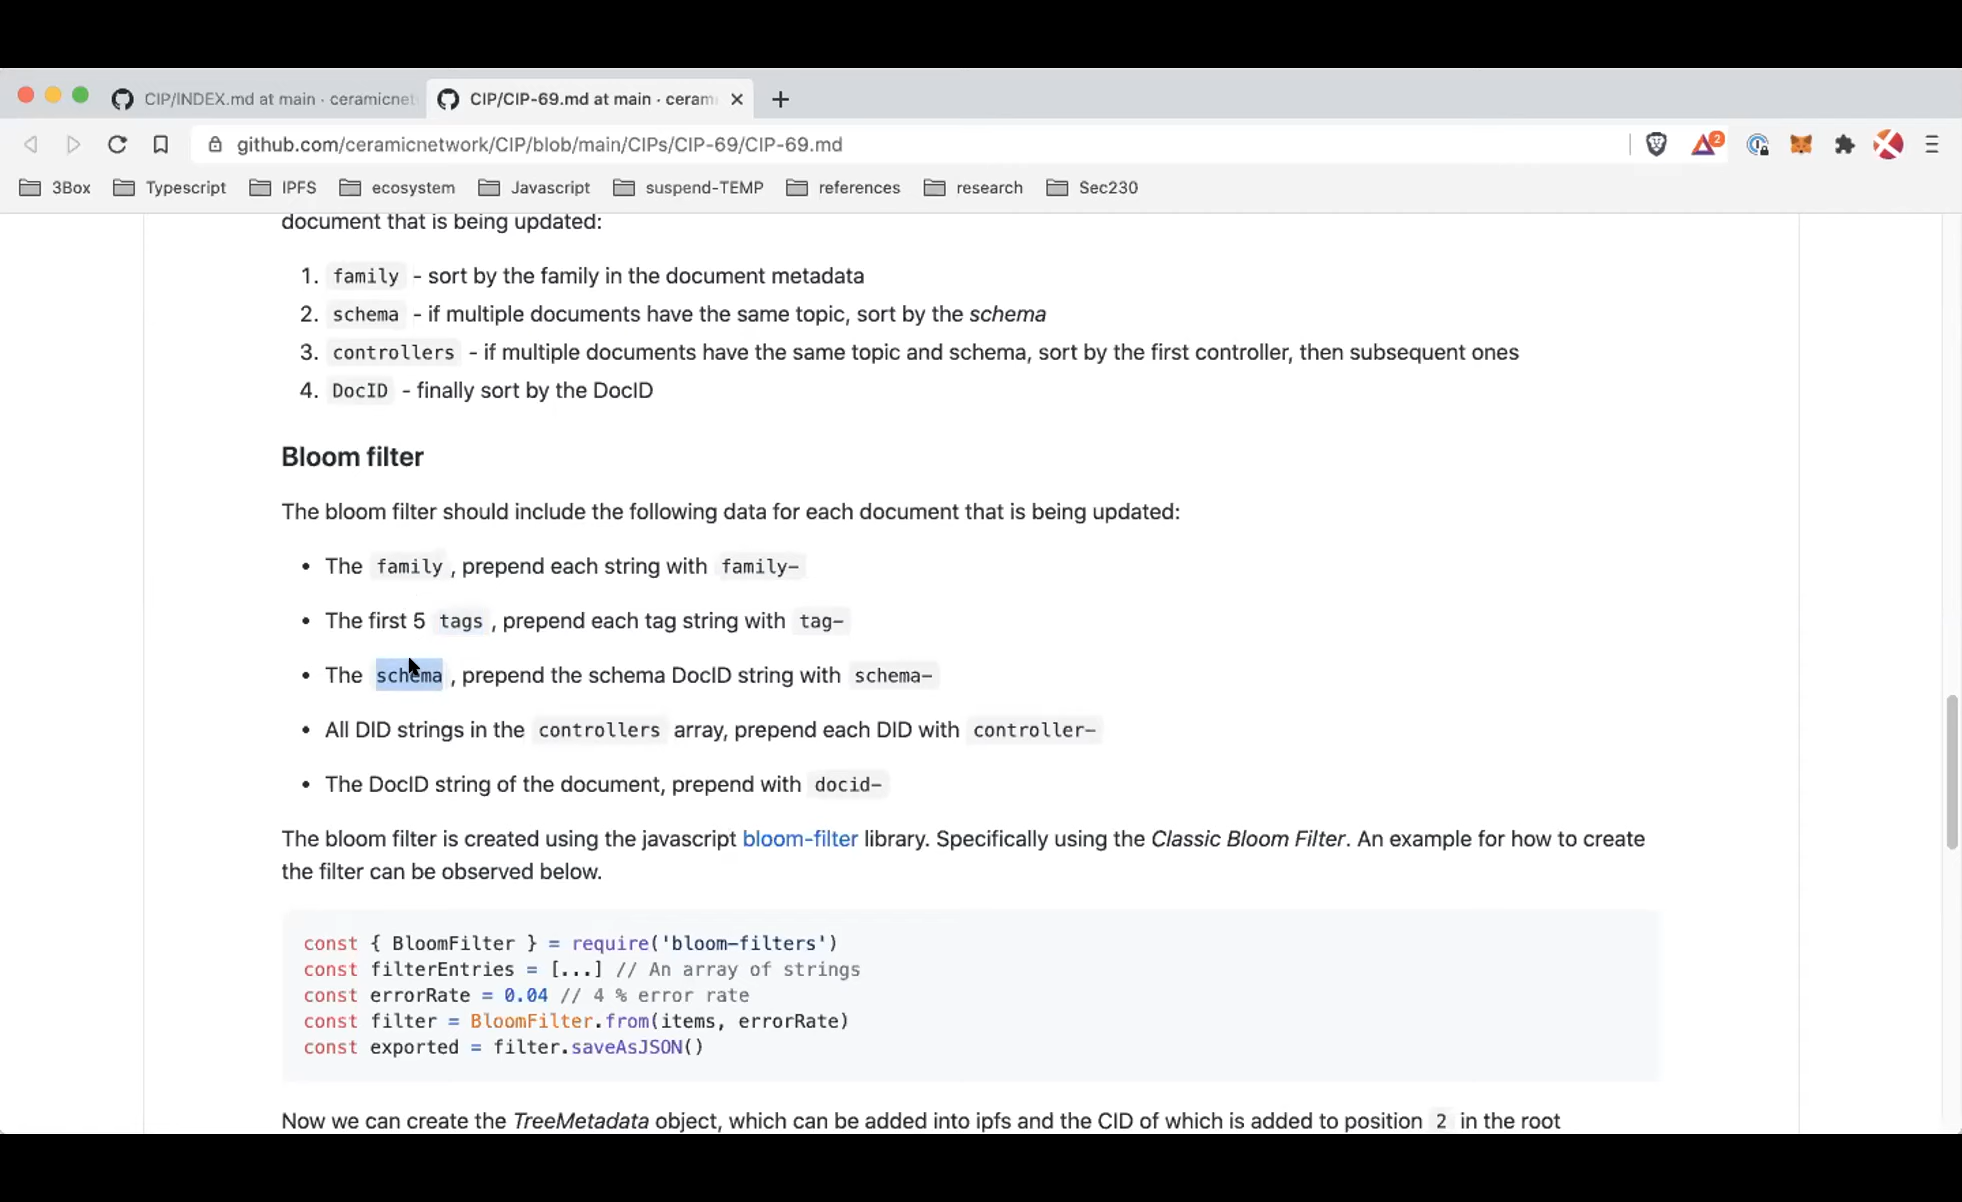 CIP/INDEX.md at main · ceramicnet
CIP/CIP-69.md at main · ceram
github.com/ceramicnetwork/CIP/blob/main/CIPs/CIP-69/CIP-69.md
2
3Box Typescript IPFS ecosystem Javascript suspend-TEMP references research Sec230
document that is being updated:
1. family - sort by the family in the document metadata
2. schema - if multiple documents have the same topic, sort by the schema
3. controllers - if multiple documents have the same topic and schema, sort by the first controller, then subsequent ones
4. DocID - finally sort by the DocID
Bloom filter
The bloom filter should include the following data for each document that is being updated:
• The family , prepend each string with family-
• The first 5 tags , prepend each tag string with tag-
• The schema , prepend the schema DocID string with schema-
• All DID strings in the controllers array, prepend each DID with controller-
• The DocID string of the document, prepend with docid-
The bloom filter is created using the javascript bloom-filter library. Specifically using the Classic Bloom Filter. An example for how to create
the filter can be observed below.
const { BloomFilter } = require('bloom-filters')
const filterEntries = [...] // An array of strings
const errorRate = 0.04 // 4 % error rate
const filter = BloomFilter.from(items, errorRate)
const exported = filter.saveAsJSON()
Now we can create the TreeMetadata object, which can be added into ipfs and the CID of which is added to position 2 in the root